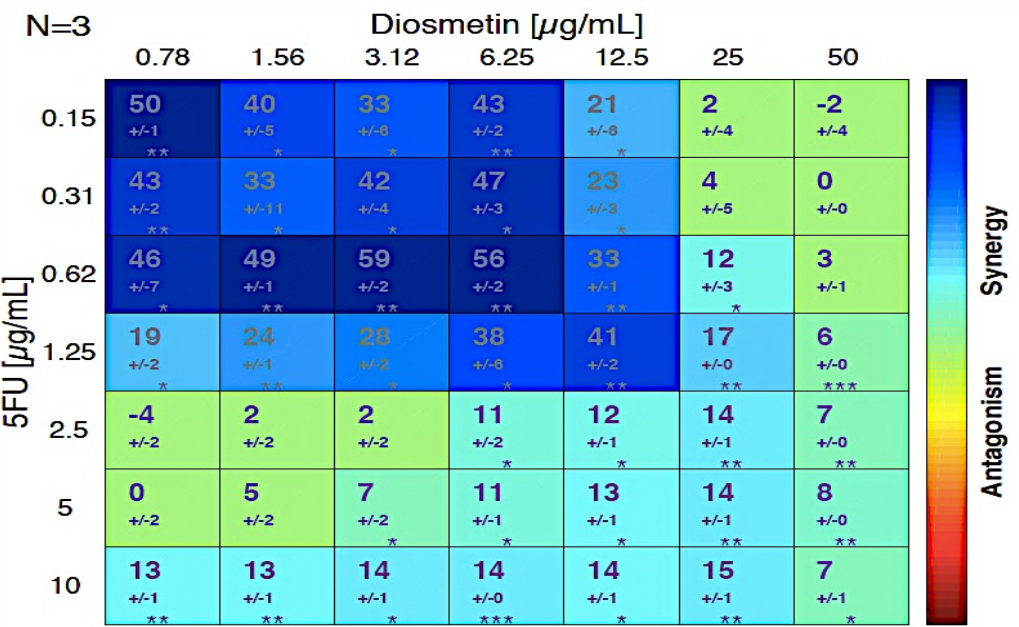 N=3
Diosmetin [µg/mL]
0.78 1.56 3.12 6.25 12.5 25 50
5FU [µg/mL]
0.15
50 40 33 43 21 2 -2
+/-1 +/-5 +/-6 +/-2 +/-6 +/-4 +/-4
** * * ** *
0.31
43 33 42 47 23 4 0
+/-2 +/-11 +/-4 +/-3 +/-3 +/-5 +/-0
** * * * *
0.62
46 49 59 56 33 12 3
+/-7 +/-1 +/-2 +/-2 +/-1 +/-3 +/-1
* ** ** ** ** *
1.25
19 24 28 38 41 17 6
+/-2 +/-1 +/-2 +/-6 +/-2 +/-0 +/-0
* ** * * ** ** ***
2.5
-4 2 2 11 12 14 7
+/-2 +/-2 +/-2 +/-2 +/-1 +/-1 +/-0
* * ** **
5
0 5 7 11 13 14 8
+/-2 +/-2 +/-2 +/-1 +/-1 +/-1 +/-0
* * * ** **
10
13 13 14 14 14 15 7
+/-1 +/-1 +/-1 +/-0 +/-1 +/-1 +/-1
** ** * *** * ** *
Synergy
Antagonism